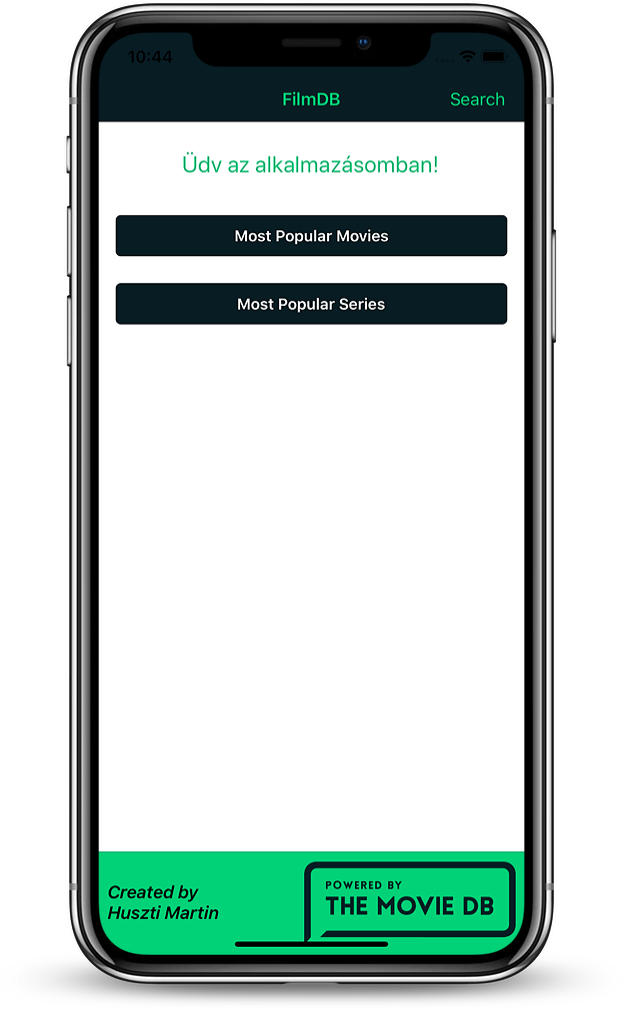 10:44
FilmDB
Search
Üdv az alkalmazásomban!
Most Popular Movies
Most Popular Series
Created by
Huszti Martin
POWERED BY
THE MOVIE DB